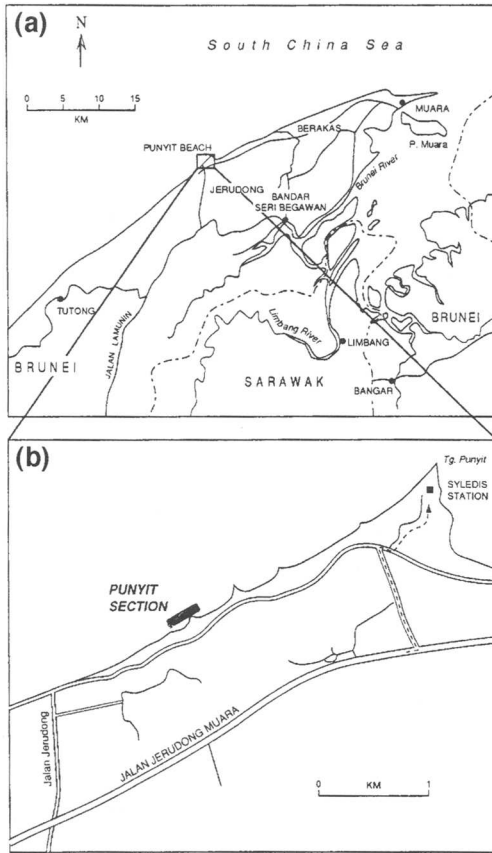 (a)
N
South China Sea
0 5 10 15
KM
MUARA
P. Muara
BERAKAS
PUNYIT BEACH
JERUDONG
Brunei River
BANDAR
SERI BEGAWAN
TUTONG
JALAN LAMUNIN
BRUNEI
Limbang River
LIMBANG
SARAWAK
BRUNEI
BANGAR
(b)
Tg. Punyit
SYLEDIS
STATION
PUNYIT
SECTION
Jalan Jerudong
JALAN JERUDONG MUARA
0 1
KM